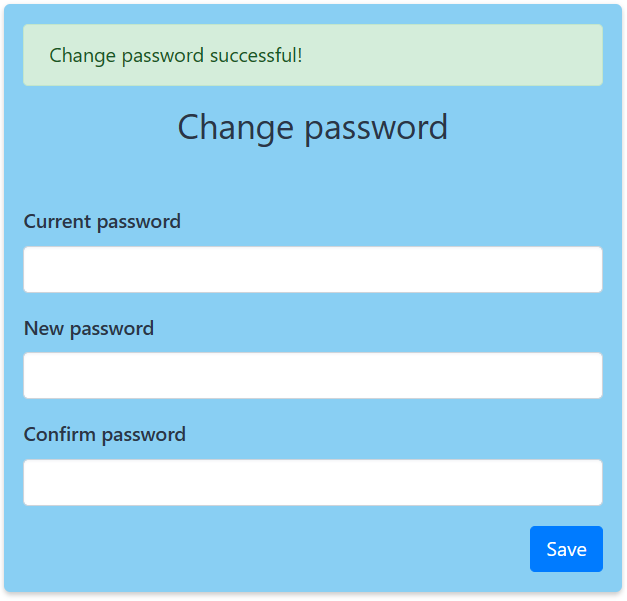 Change password successful!
Change password
Current password
New password
Confirm password
Save